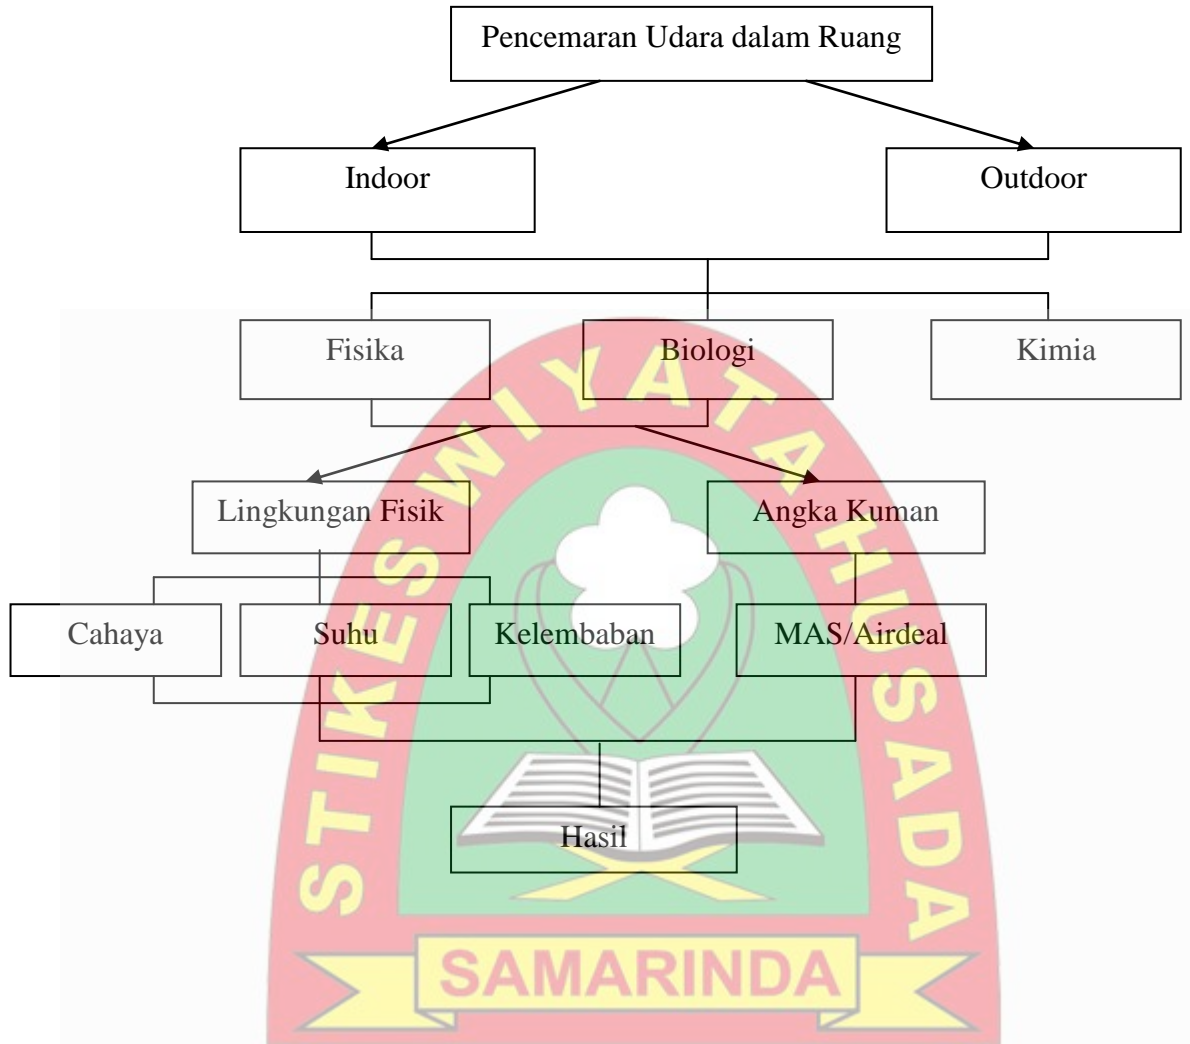 Pencemaran Udara dalam Ruang
Indoor
Outdoor
Fisika
Biologi
Kimia
Lingkungan Fisik
Angka Kuman
Cahaya
Suhu
Kelembaban
MAS/Airdeal
Hasil
STIKES WIYATA HUSADA
SAMARINDA